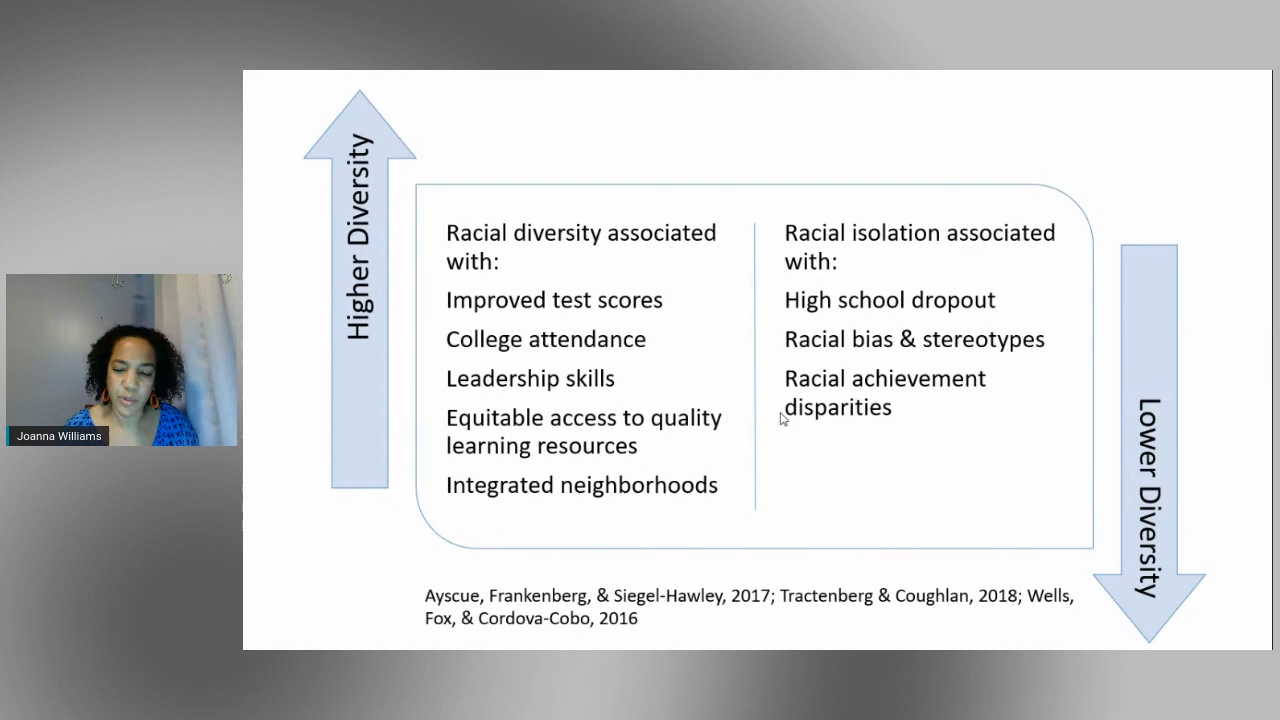 Higher Diversity
Racial diversity associated
with:
Improved test scores
College attendance
Leadership skills
Equitable access to quality
learning resources
Integrated neighborhoods
Racial isolation associated
with:
High school dropout
Racial bias & stereotypes
Racial achievement
disparities
Lower Diversity
Ayscue, Frankenberg, & Siegel-Hawley, 2017; Tractenberg & Coughlan, 2018; Wells,
Fox, & Cordova-Cobo, 2016
Joanna Williams